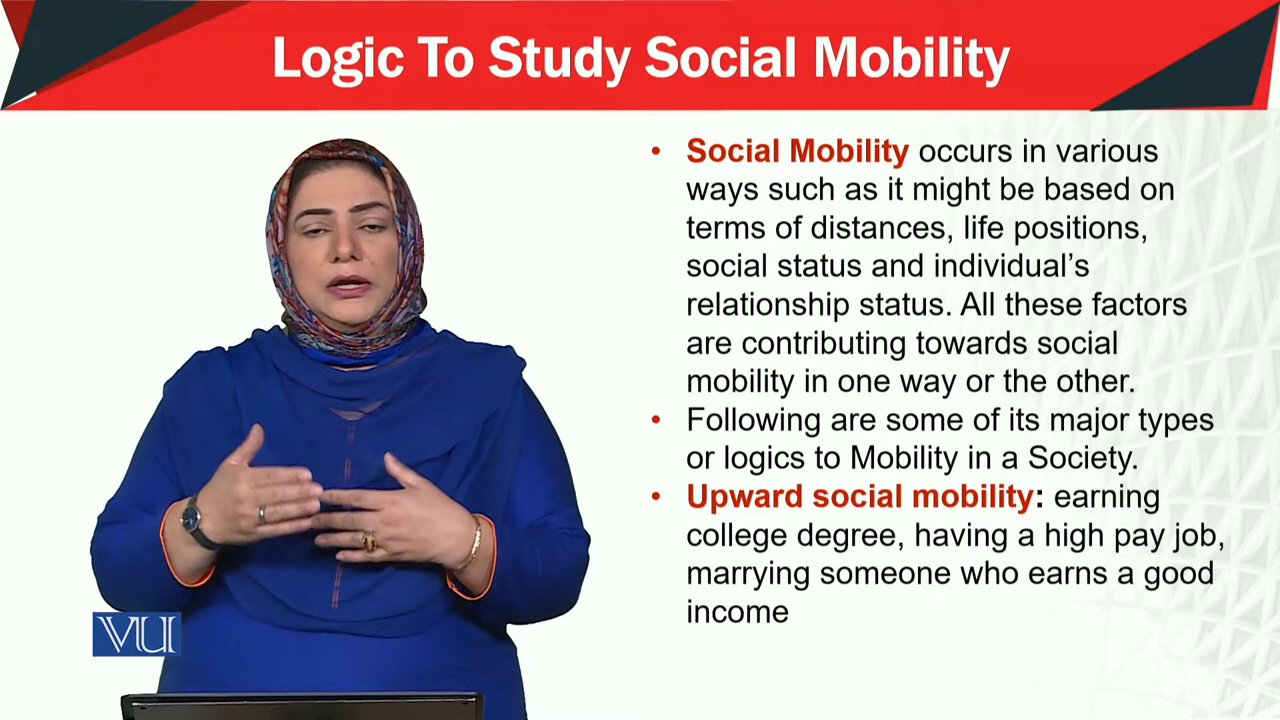 Logic To Study Social Mobility
• Social Mobility occurs in various
ways such as it might be based on
terms of distances, life positions,
social status and individual’s
relationship status. All these factors
are contributing towards social
mobility in one way or the other.
• Following are some of its major types
or logics to Mobility in a Society.
• Upward social mobility: earning
college degree, having a high pay job,
marrying someone who earns a good
income
VU